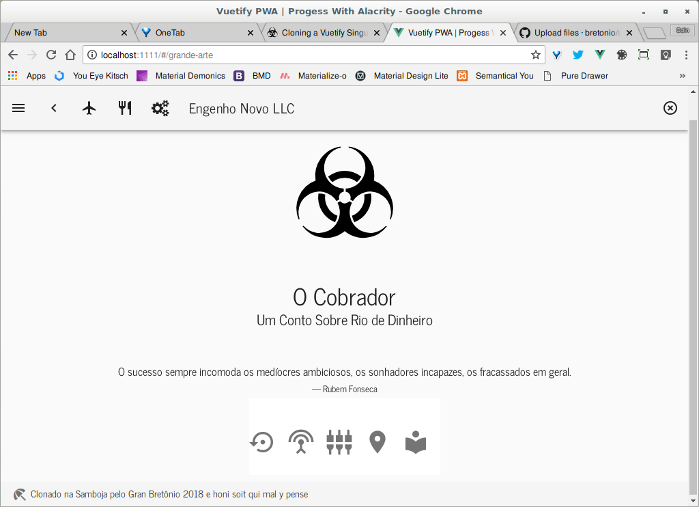 Vuetify PWA | Progess With Alacrity - Google Chrome
New Tab
OneTab
Cloning a Vuetify Singu
Vuetify PWA | Progess W
Upload files · bretonio/
localhost:1111/#/grande-arte
Apps
You Eye Kitsch
Material Demonics
BMD
Materialize-o
Material Design Lite
Semantical You
Pure Drawer
»
Engenho Novo LLC
O Cobrador
Um Conto Sobre Rio de Dinheiro
O sucesso sempre incomoda os medíocres ambiciosos, os sonhadores incapazes, os fracassados em geral.
— Rubem Fonseca
Clonado na Samboja pelo Gran Bretônio 2018 e honi soit qui mal y pense